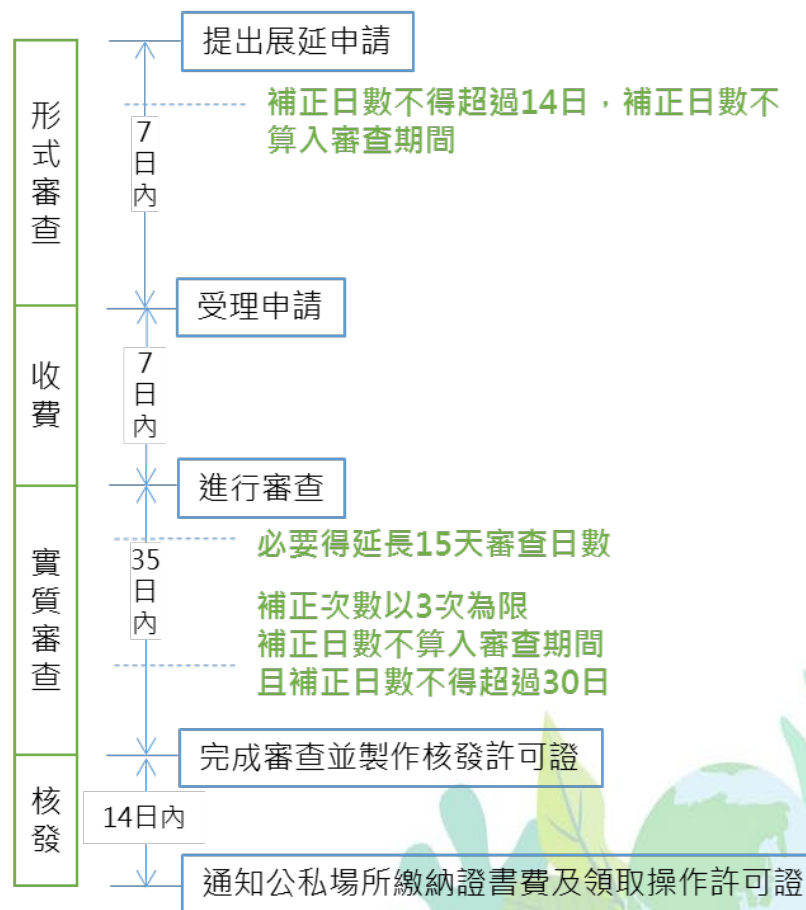 提出展延申請
形式審查
7日內
補正日數不得超過14日，補正日數不
算入審查期間
受理申請
收費
7日內
進行審查
實質審查
35日內
必要得延長15天審查日數
補正次數以3次為限
補正日數不算入審查期間
且補正日數不得超過30日
完成審查並製作核發許可證
核發
14日內
通知公私場所繳納證書費及領取操作許可證